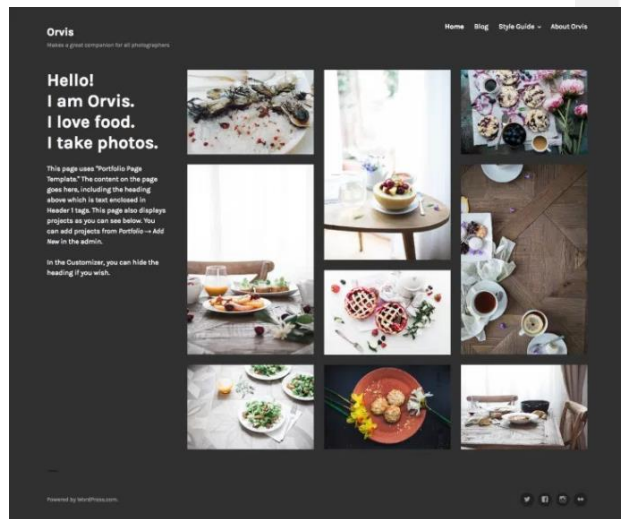 Orvis
Makes a great companion for all photographers
Home Blog Style Guide About Orvis
Hello!
I am Orvis.
I love food.
I take photos.
This page uses "Portfolio Page
Template." The content on the page
goes here, including the heading
above which is text enclosed in
Header 1 tags. This page also displays
projects as you can see below. You
can add projects from Portfolio -> Add
New in the admin.
In the Customizer, you can hide the
heading if you wish.
Powered by WordPress.com.